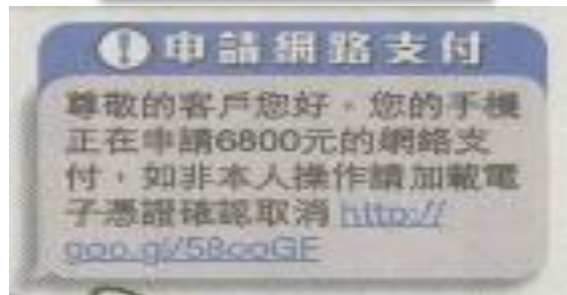 申請網路支付
尊敬的客戶您好，您的手機
正在申請6800元的網絡支
付，如非本人操作請加載電
子憑證確認取消 http://
goo.gl/58ooGF